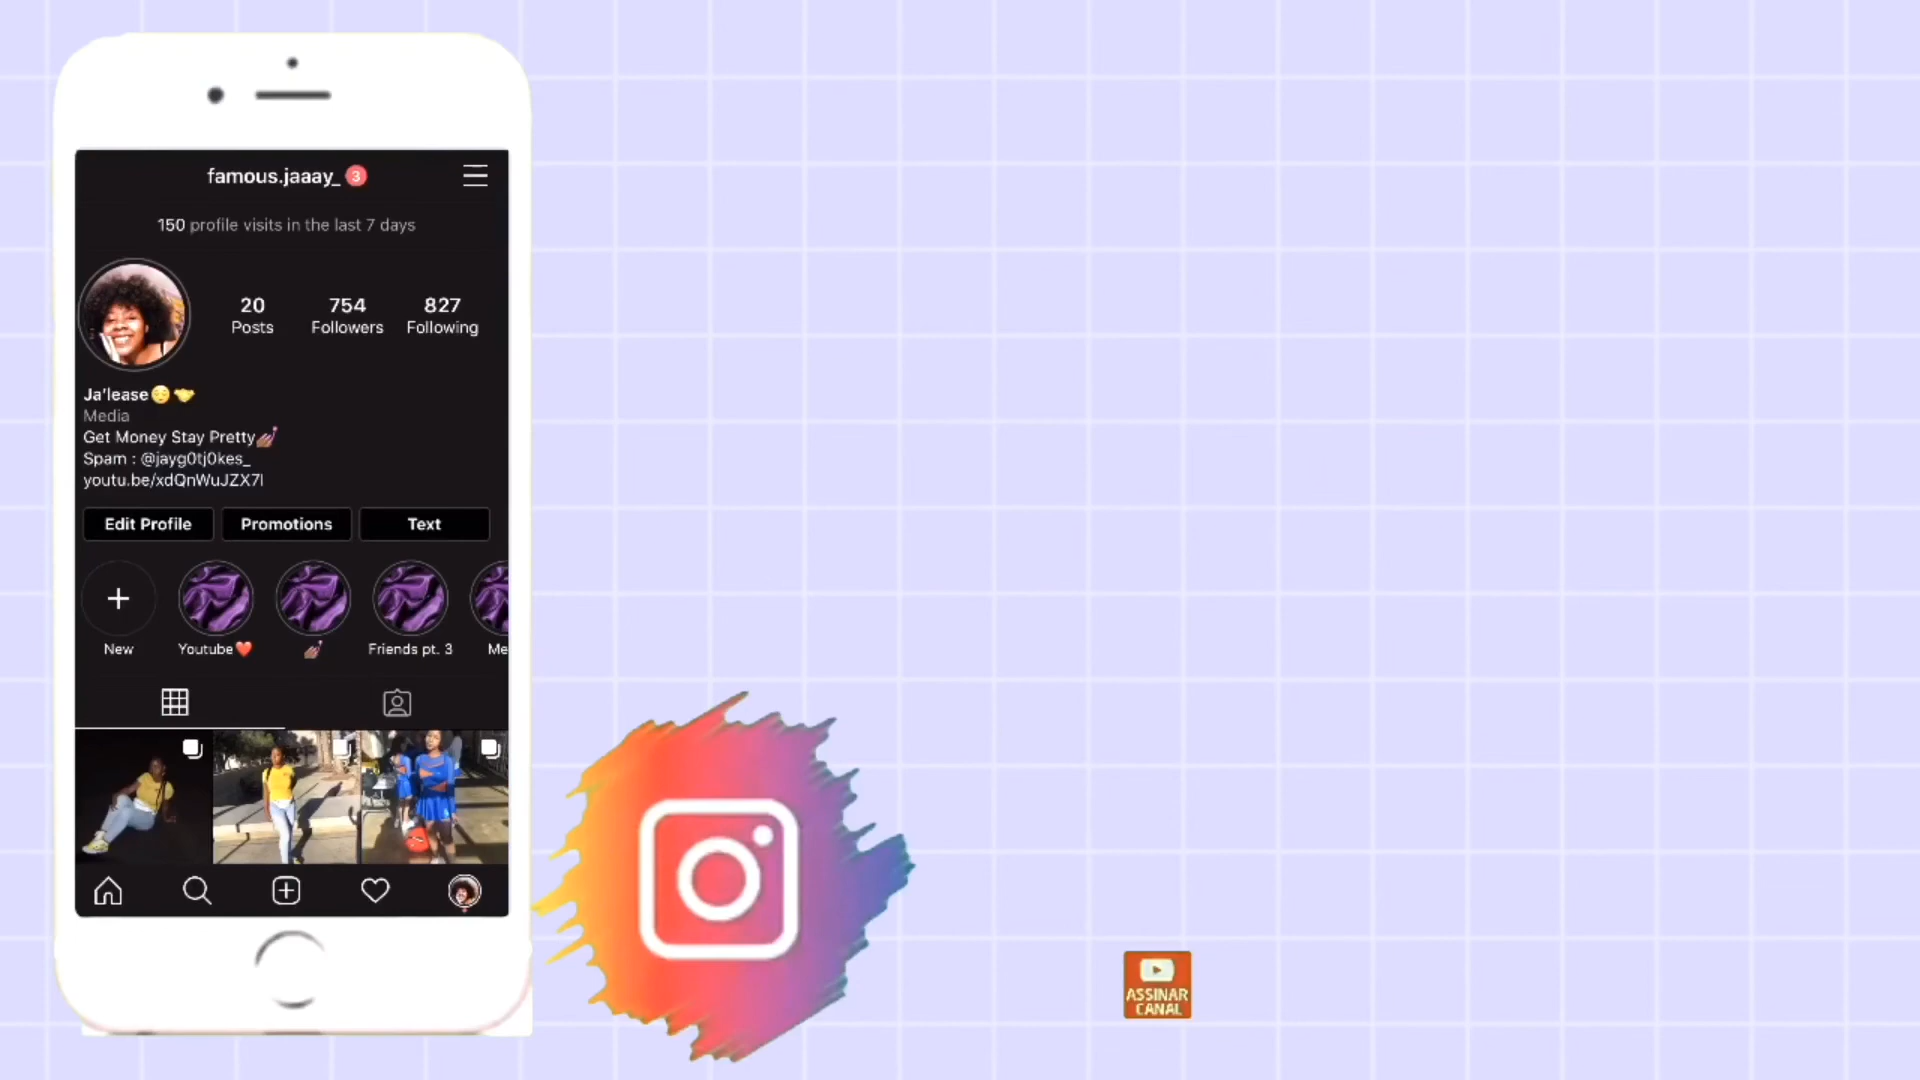 famous.jaaay_ 3
150 profile visits in the last 7 days
20 754 827
Posts Followers Following
Ja'lease
Media
Get Money Stay Pretty
Spam : @jayg0tj0kes_
youtu.be/xdQnWuJZX7I
Edit Profile Promotions Text
New Youtube Friends pt. 3 Me
ASSINAR
CANAL